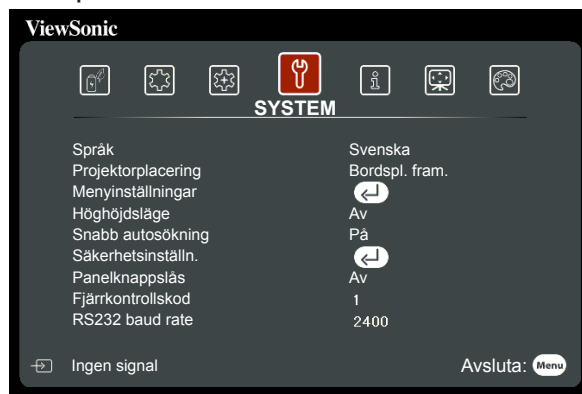 ViewSonic
SYSTEM
Språk Svenska
Projektorplacering Bordspl. fram.
Menyinställningar
Höghöjdsläge Av
Snabb autosökning På
Säkerhetsinställn.
Panelknappslås Av
Fjärrkontrollskod 1
RS232 baud rate 2400
Ingen signal Avsluta: Menu